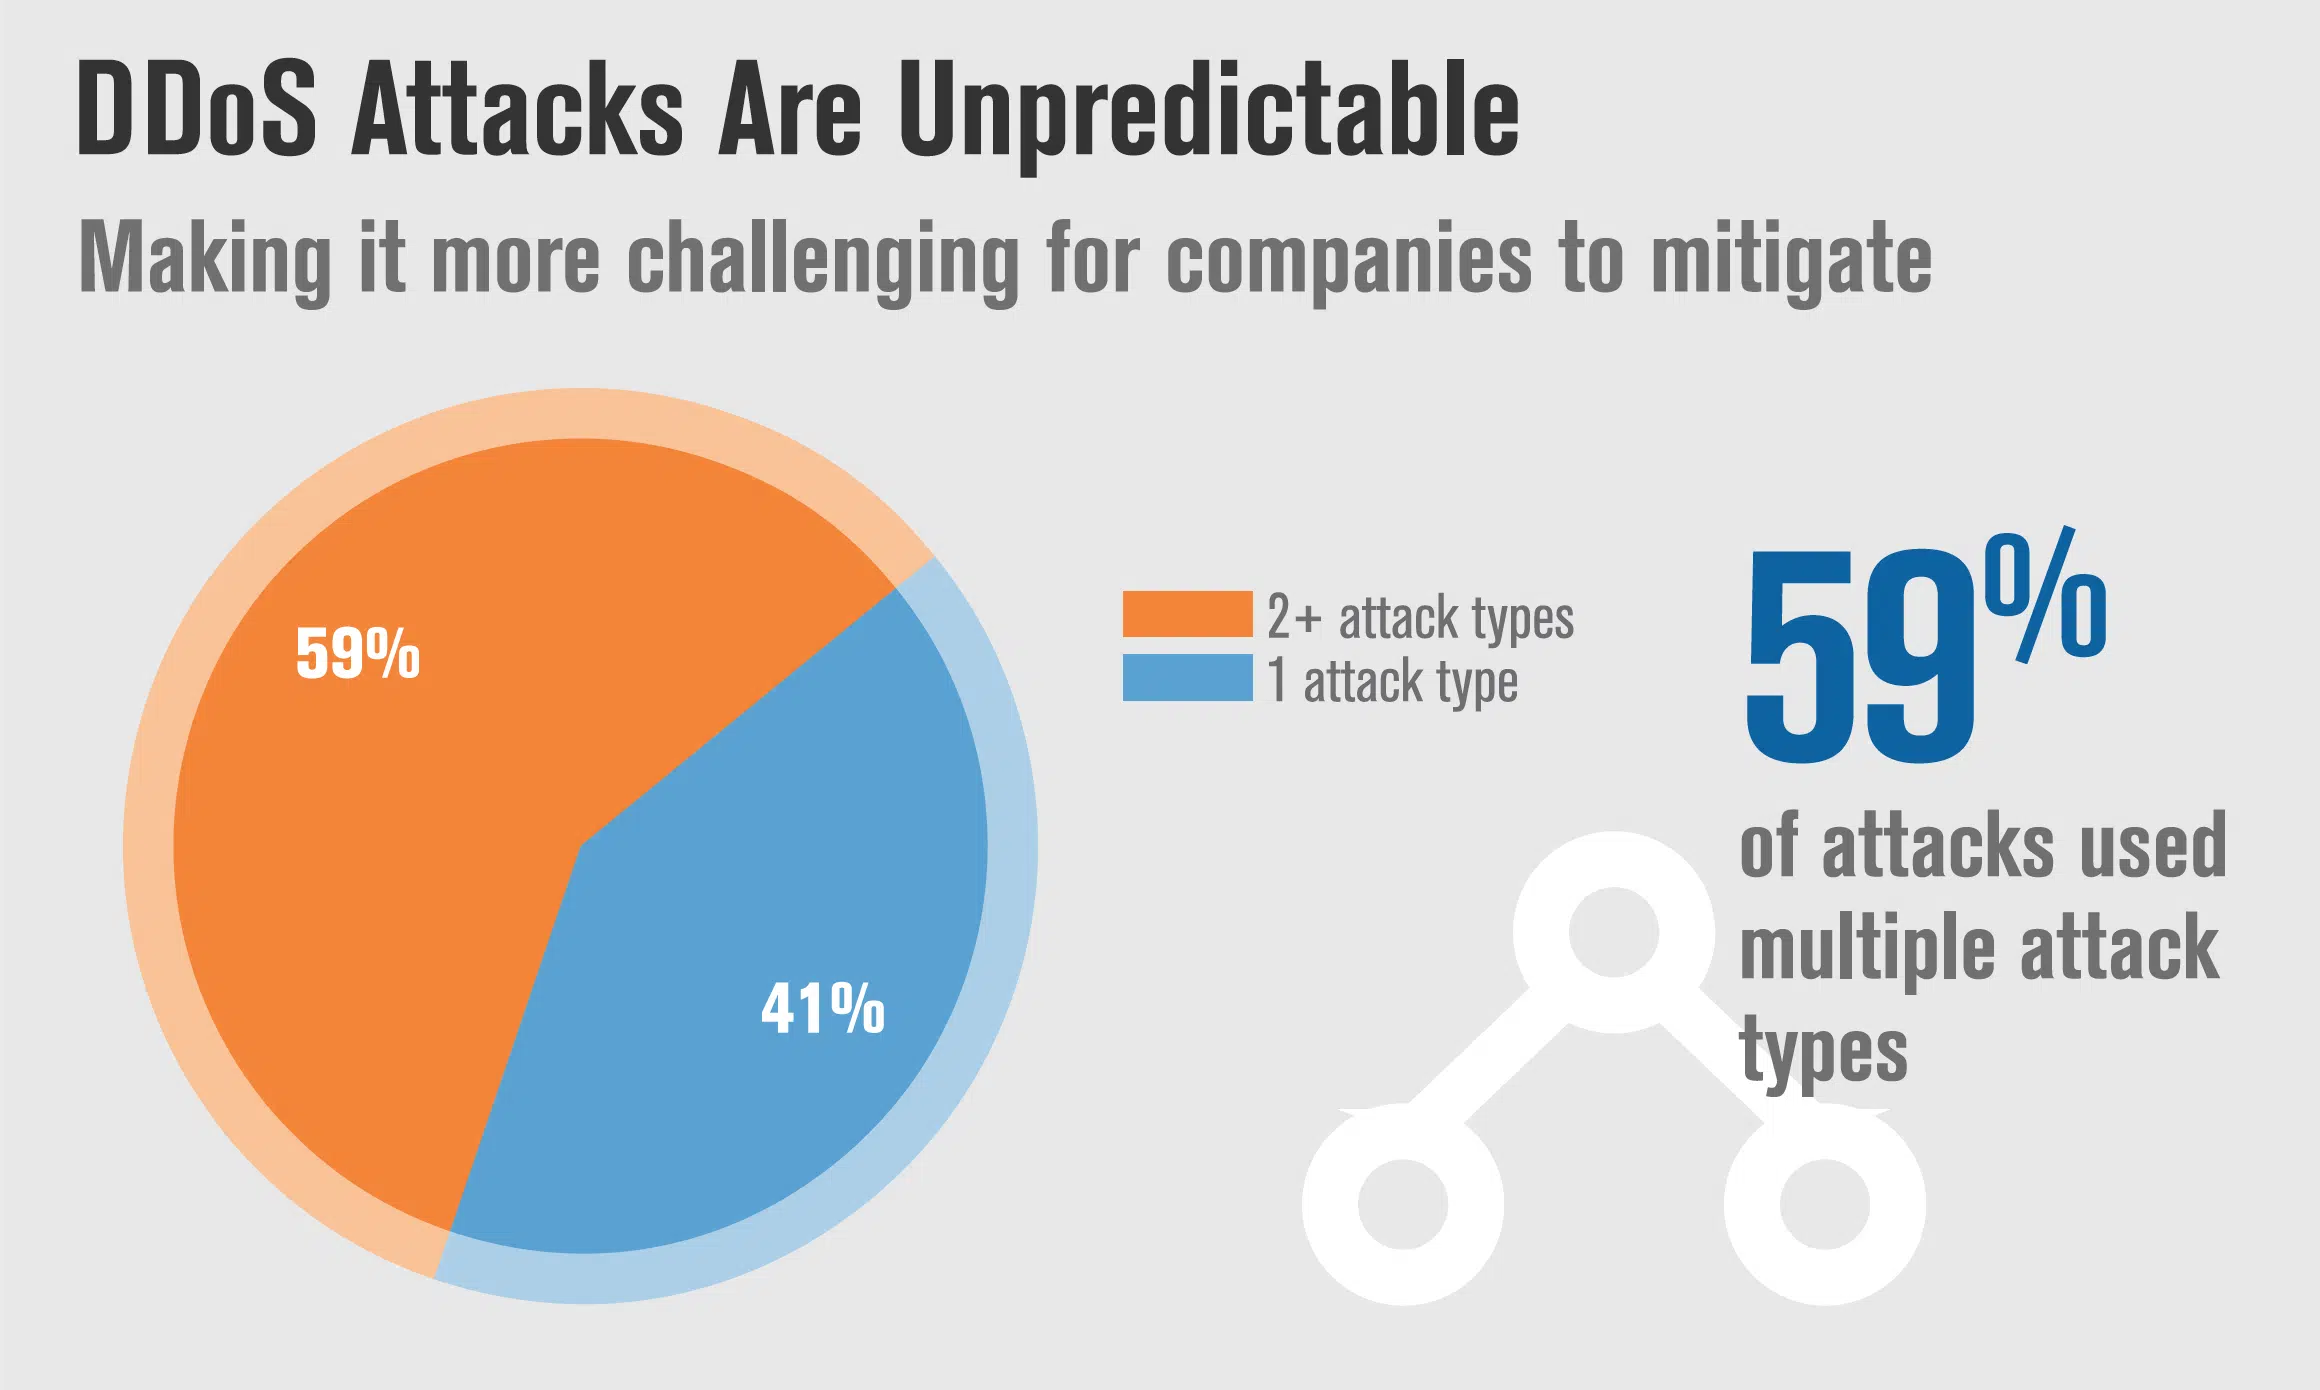 DDoS Attacks Are Unpredictable
Making it more challenging for companies to mitigate
59%
41%
2+ attack types
1 attack type
59%
of attacks used
multiple attack
types